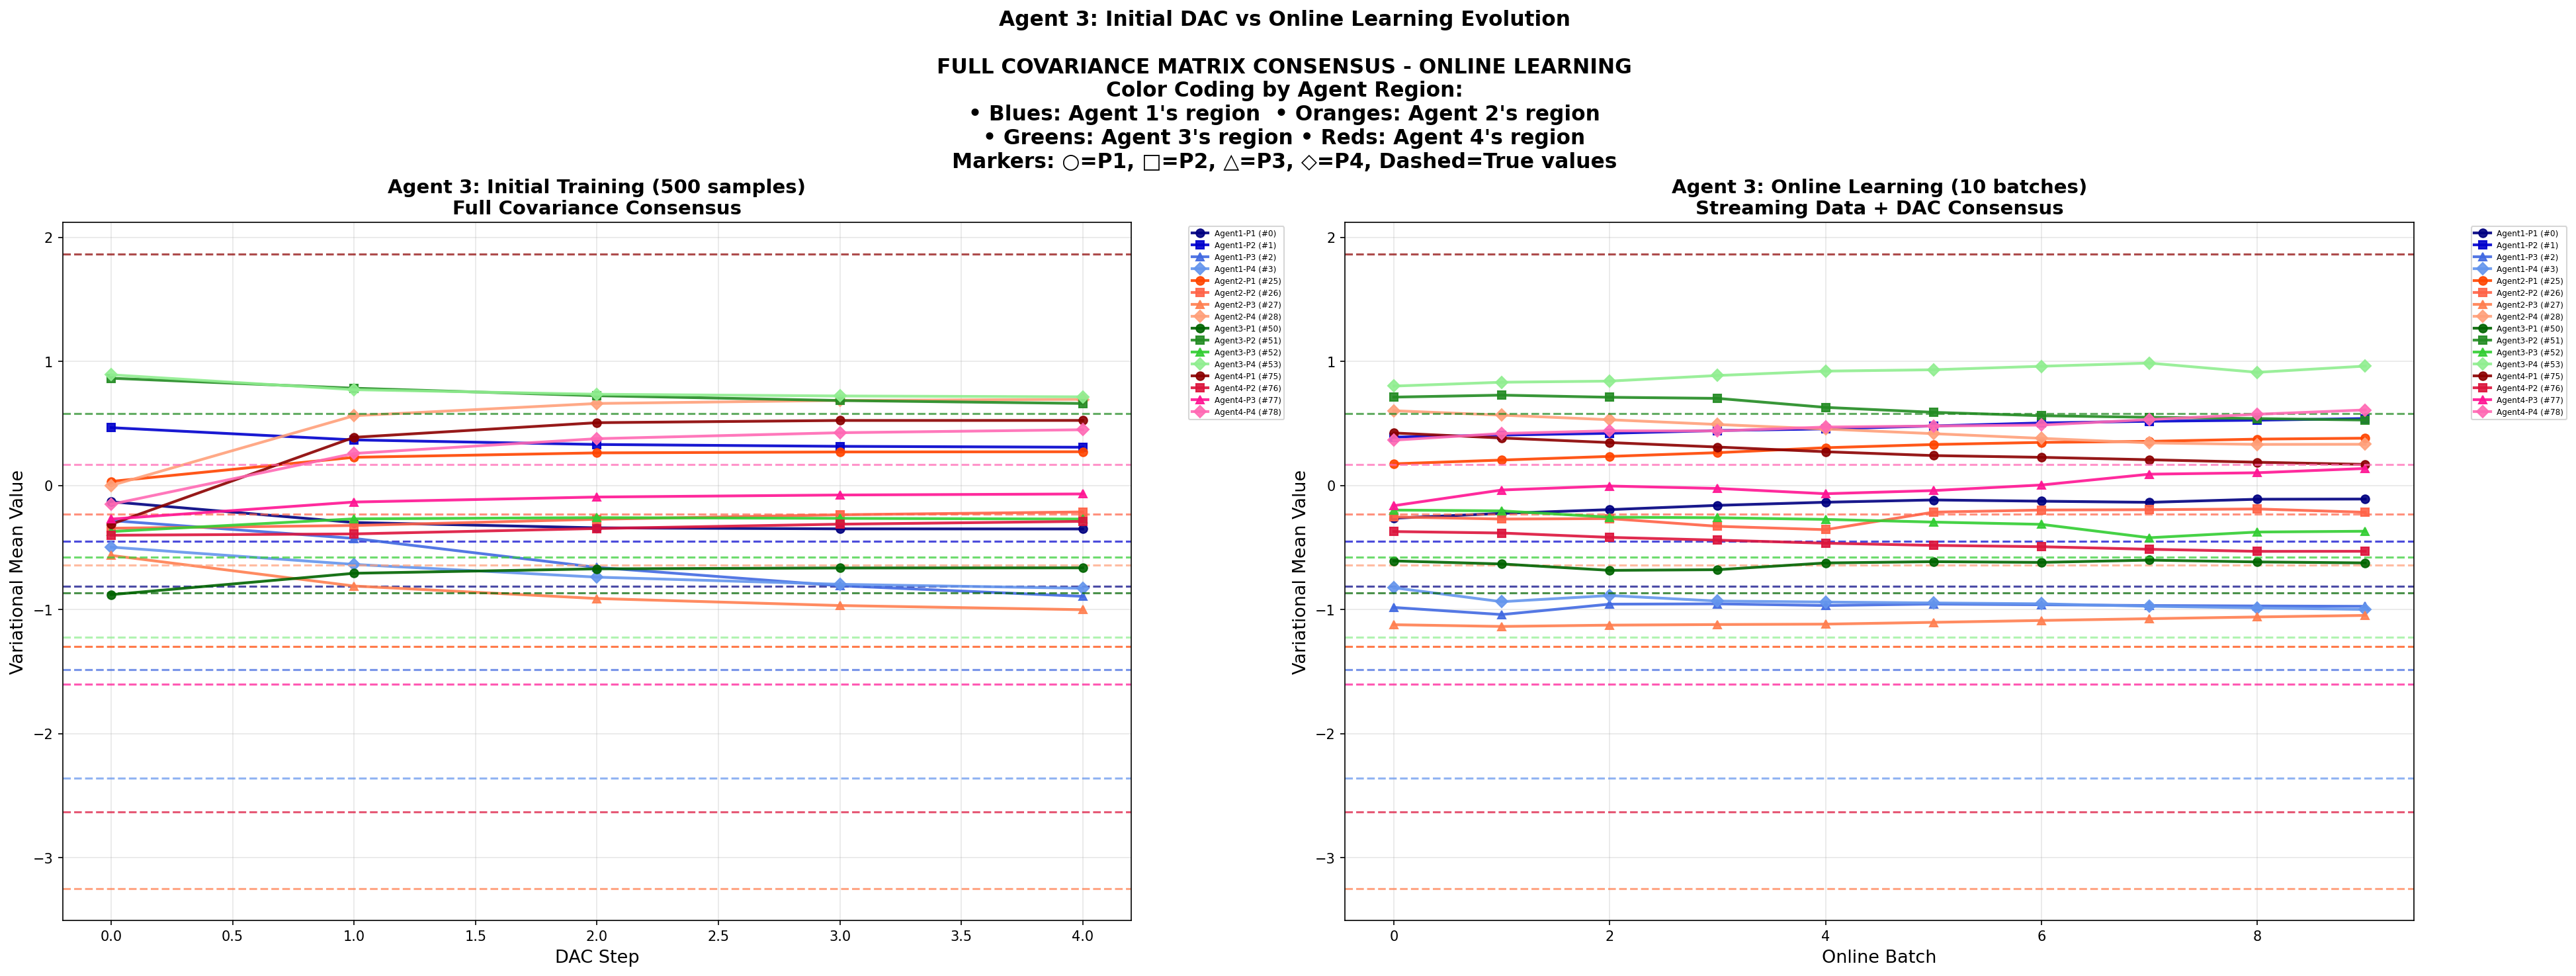 Agent 3: Initial DAC vs Online Learning Evolution
FULL COVARIANCE MATRIX CONSENSUS - ONLINE LEARNING
Color Coding by Agent Region:
• Blues: Agent 1's region • Oranges: Agent 2's region
• Greens: Agent 3's region • Reds: Agent 4's region
Markers: ○=P1, □=P2, △=P3, ◇=P4, Dashed=True values
Agent 3: Initial Training (500 samples)
Full Covariance Consensus
Variational Mean Value
2
1
0
−1
−2
−3
0.0 0.5 1.0 1.5 2.0 2.5 3.0 3.5 4.0
DAC Step
Agent1-P1 (#0)
Agent1-P2 (#1)
Agent1-P3 (#2)
Agent1-P4 (#3)
Agent2-P1 (#25)
Agent2-P2 (#26)
Agent2-P3 (#27)
Agent2-P4 (#28)
Agent3-P1 (#50)
Agent3-P2 (#51)
Agent3-P3 (#52)
Agent3-P4 (#53)
Agent4-P1 (#75)
Agent4-P2 (#76)
Agent4-P3 (#77)
Agent4-P4 (#78)
Agent 3: Online Learning (10 batches)
Streaming Data + DAC Consensus
Variational Mean Value
2
1
0
−1
−2
−3
0 2 4 6 8
Online Batch
Agent1-P1 (#0)
Agent1-P2 (#1)
Agent1-P3 (#2)
Agent1-P4 (#3)
Agent2-P1 (#25)
Agent2-P2 (#26)
Agent2-P3 (#27)
Agent2-P4 (#28)
Agent3-P1 (#50)
Agent3-P2 (#51)
Agent3-P3 (#52)
Agent3-P4 (#53)
Agent4-P1 (#75)
Agent4-P2 (#76)
Agent4-P3 (#77)
Agent4-P4 (#78)